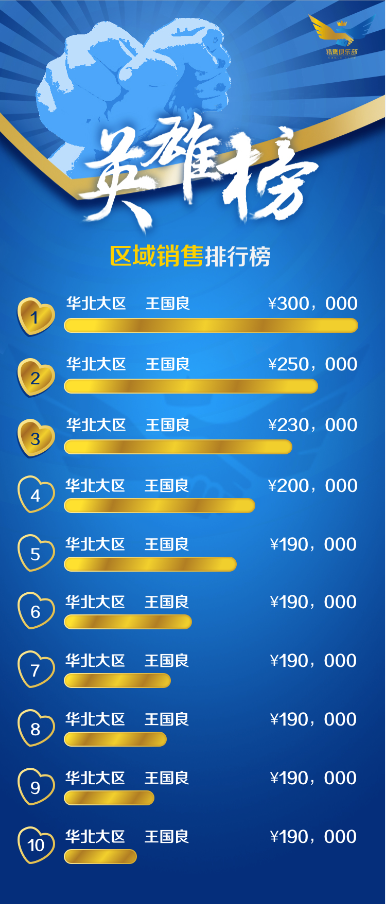 精鹰俱乐部
英雄榜
区域销售排行榜
1 华北大区 王国良 ¥300，000
2 华北大区 王国良 ¥250，000
3 华北大区 王国良 ¥230，000
4 华北大区 王国良 ¥200，000
5 华北大区 王国良 ¥190，000
6 华北大区 王国良 ¥190，000
7 华北大区 王国良 ¥190，000
8 华北大区 王国良 ¥190，000
9 华北大区 王国良 ¥190，000
10 华北大区 王国良 ¥190，000